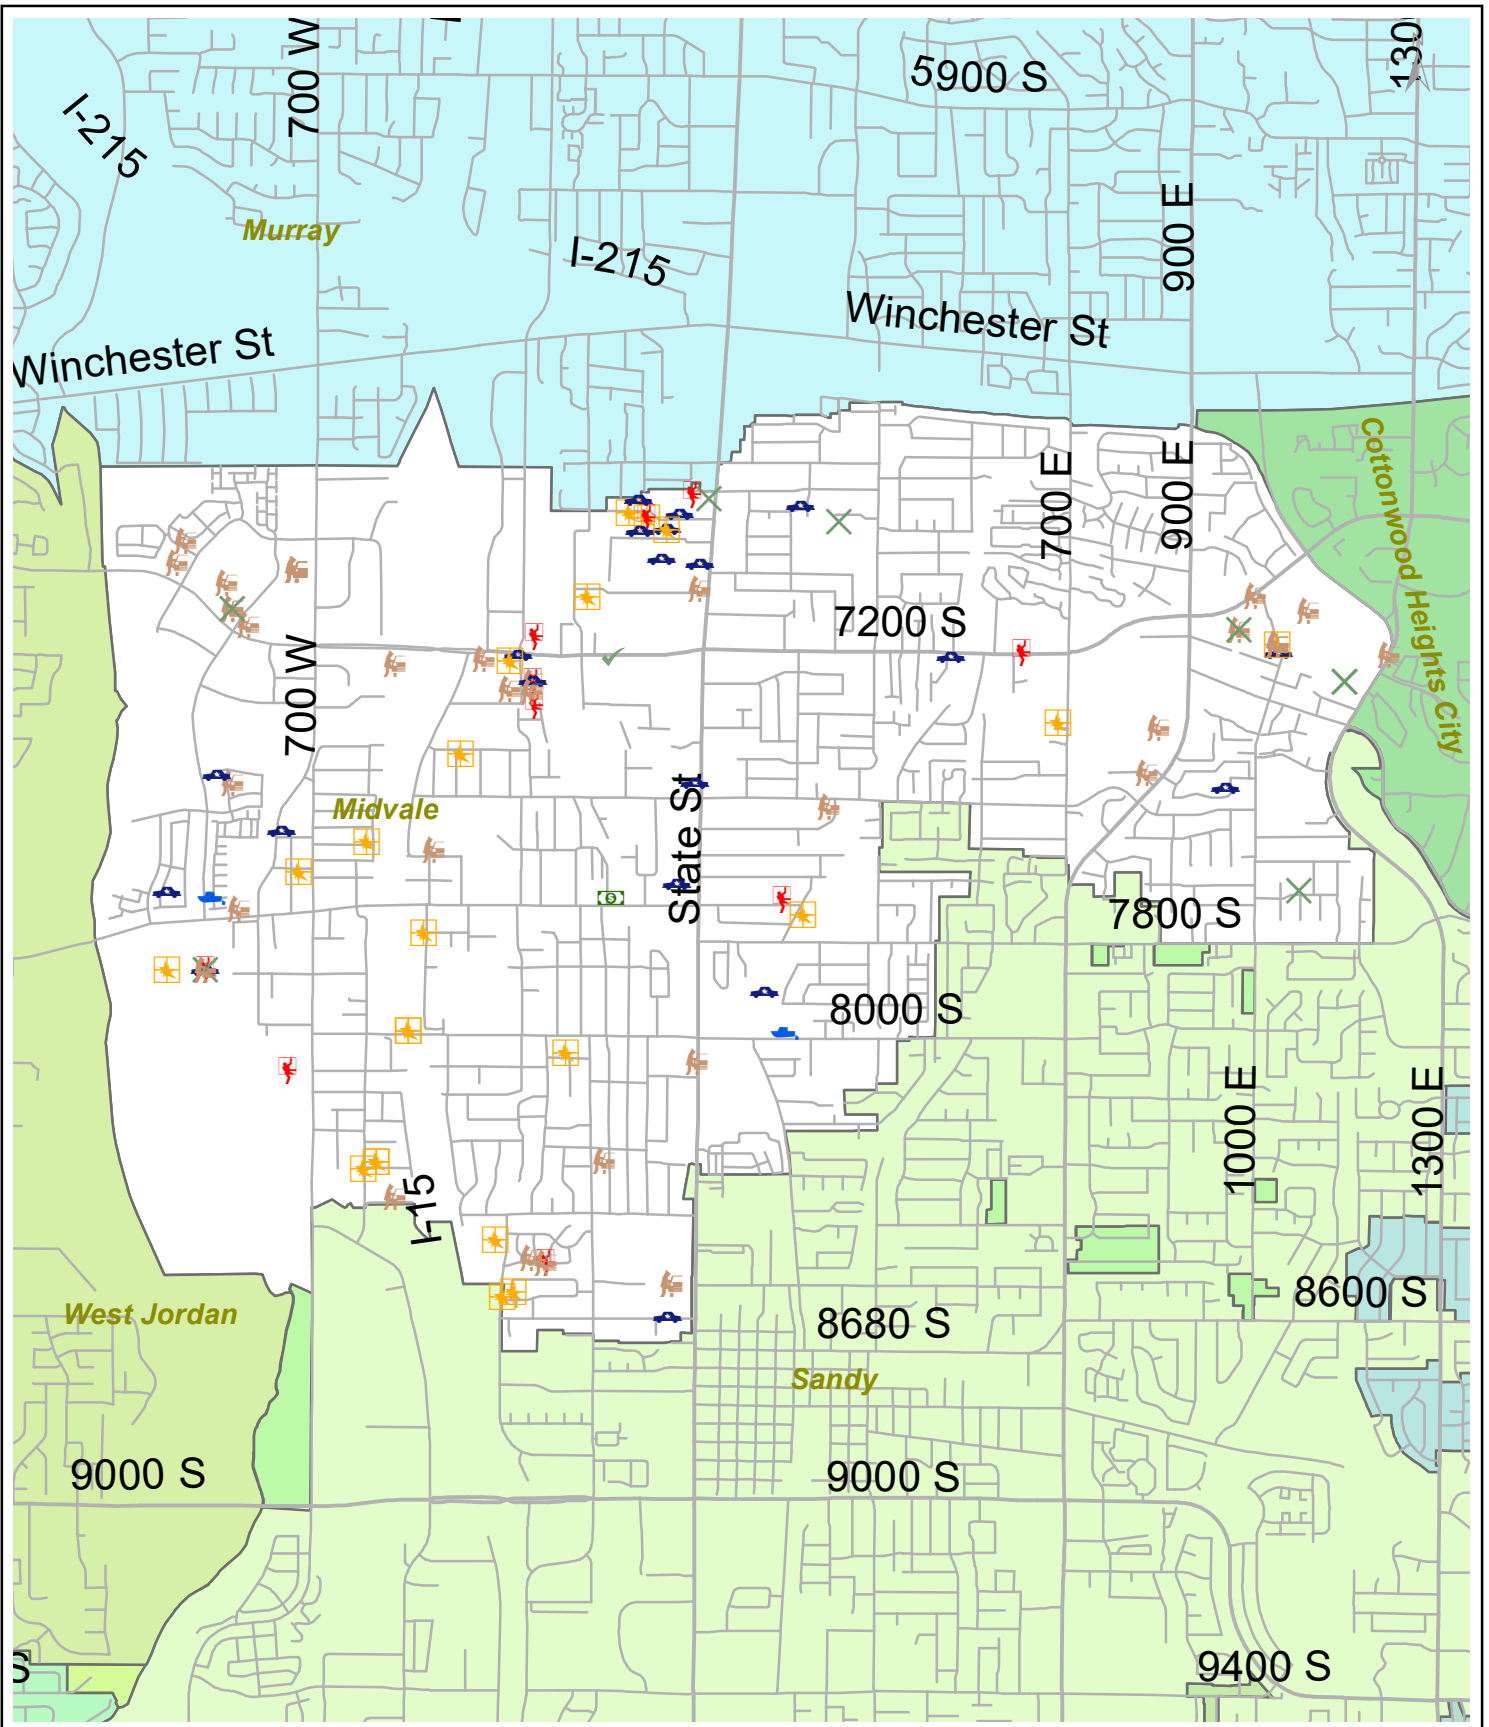 700 W
5900 S
130
I-215
Murray
I-215
900 E
Winchester St
Winchester St
Cottonwood Heights City
700 E
900 E
7200 S
700 W
Midvale
State St
7800 S
8000 S
1000 E
1300 E
I-15
West Jordan
8600 S
8680 S
Sandy
9000 S
9000 S
S
9400 S